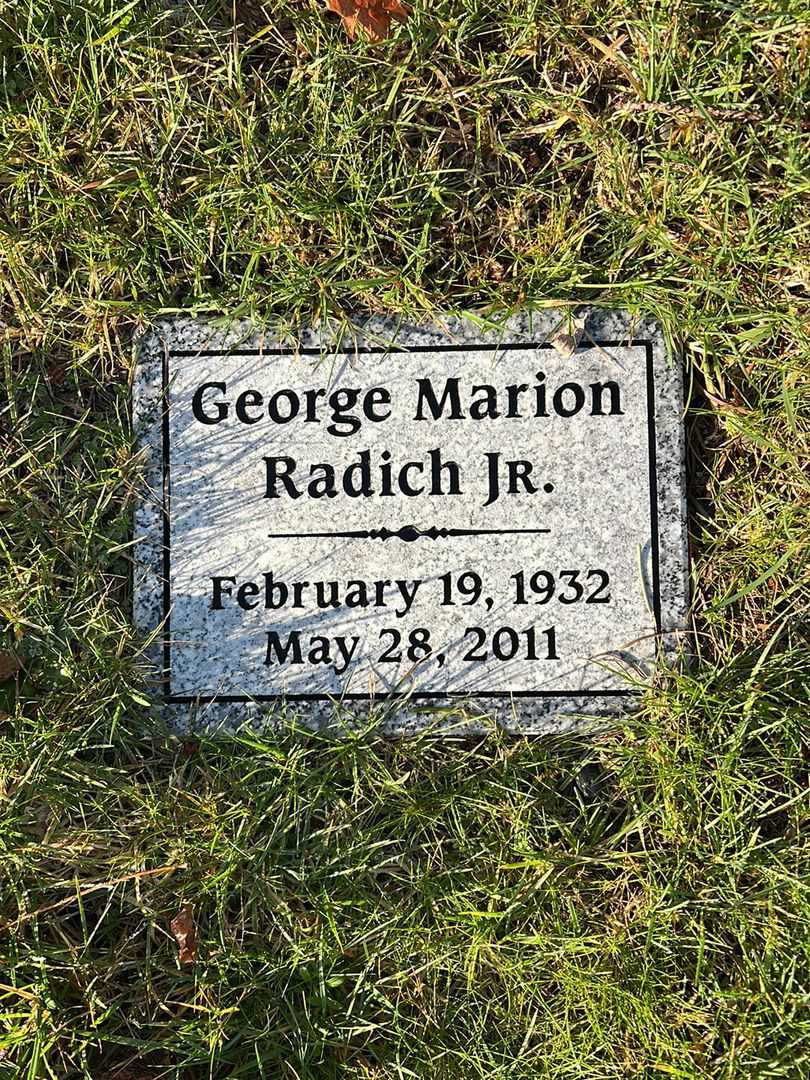 George Marion
Radich Jr.
February 19, 1932
May 28, 2011